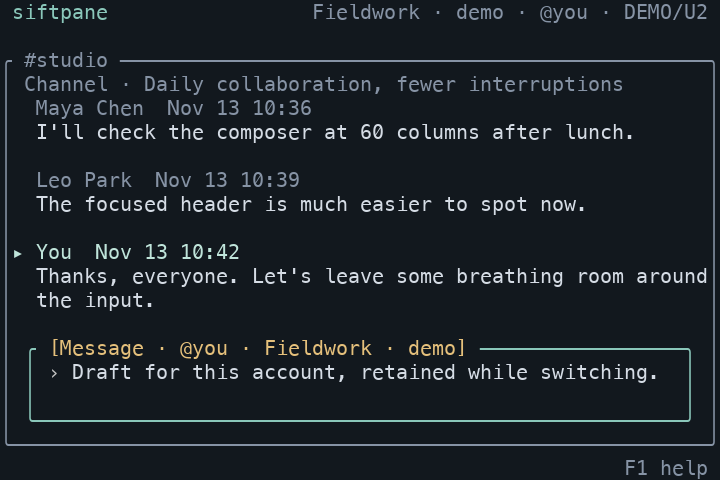 siftpane Fieldwork · demo · @you · DEMO/U2
#studio
Channel · Daily collaboration, fewer interruptions
Maya Chen Nov 13 10:36
I'll check the composer at 60 columns after lunch.
Leo Park Nov 13 10:39
The focused header is much easier to spot now.
▸ You Nov 13 10:42
Thanks, everyone. Let's leave some breathing room around
the input.
[Message · @you · Fieldwork · demo]
› Draft for this account, retained while switching.
F1 help